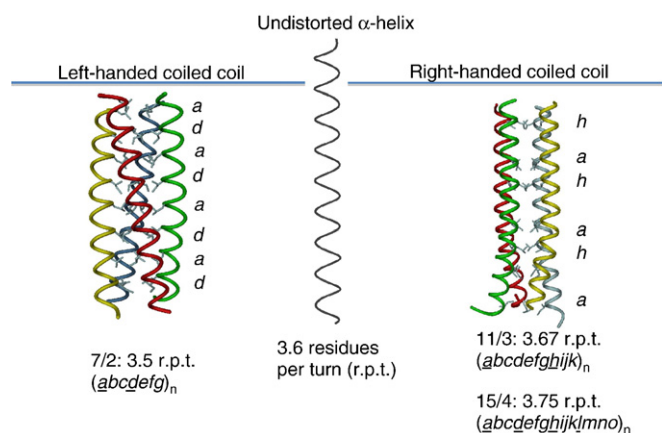 Undistorted α-helix
Left-handed coiled coil
Right-handed coiled coil
a
d
a
d
a
d
a
d
h
a
h
a
h
a
7/2: 3.5 r.p.t.
(abcdefg)n
3.6 residues
per turn (r.p.t.)
11/3: 3.67 r.p.t.
(abcdefghijk)n
15/4: 3.75 r.p.t.
(abcdefghijklmno)n